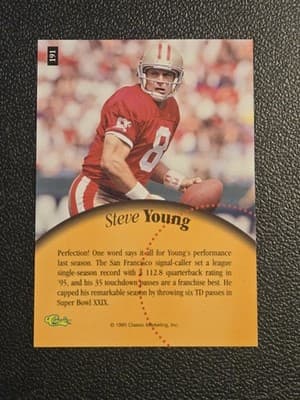 191
8
Steve Young
Perfection! One word says it all for Young's performance
last season. The San Francisco signal-caller set a league
single-season record with a 112.8 quarterback rating in
'95, and his 35 touchdown passes are a franchise best. He
capped his remarkable season by throwing six TD passes in
Super Bowl XXIX.
Classic
© 1995 Classic Marketing, Inc.